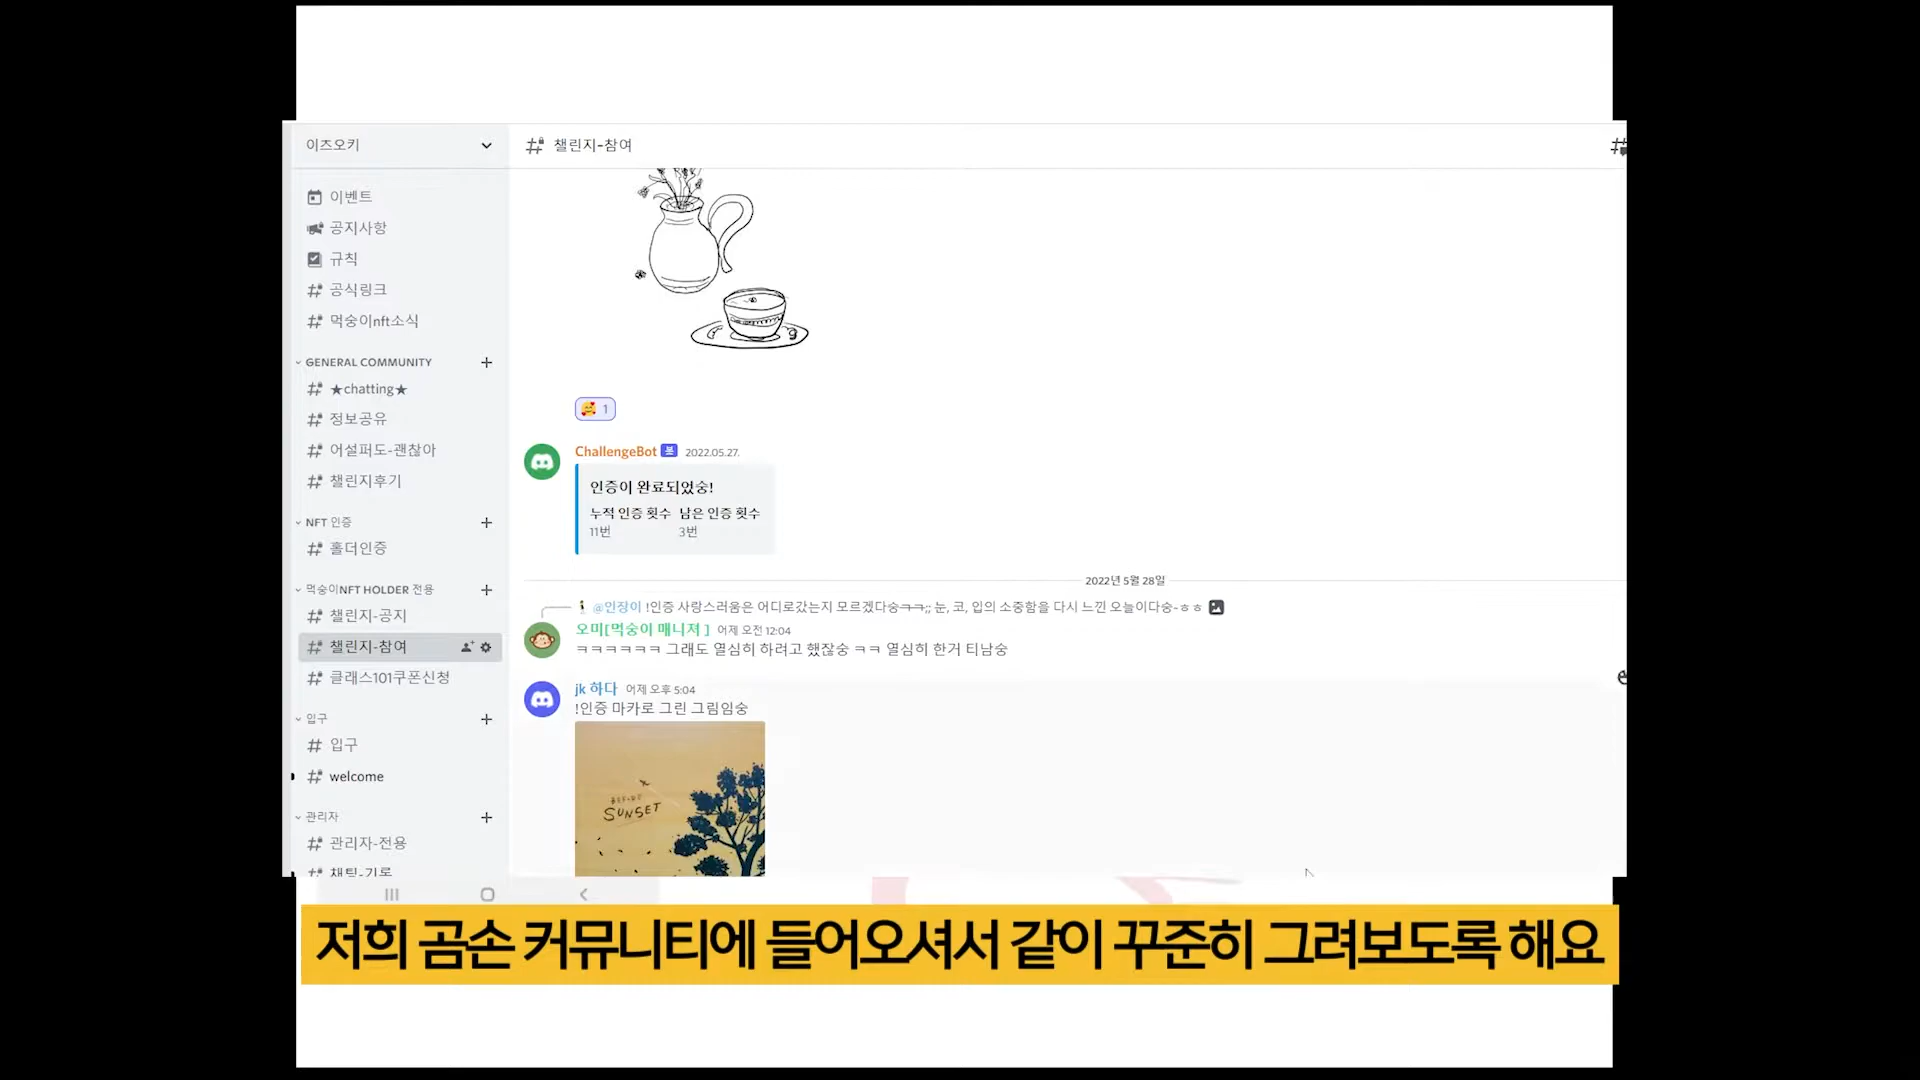 이즈오키
이벤트
공지사항
규칙
공식링크
먹숭이nft소식
GENERAL COMMUNITY
★chatting★
정보공유
어설퍼도-괜찮아
챌린지후기
NFT 인증
홀더인증
먹숭이NFT HOLDER 전용
챌린지-공지
챌린지-참여
클래스101쿠폰신청
입구
입구
welcome
관리자
관리자-전용
채팅-기록
챌린지-참여
1
ChallengeBot 봇 2022.05.27.
인증이 완료되었숭!
누적 인증 횟수 남은 인증 횟수
11번 3번
2022년 5월 28일
@인징이 !인증 사랑스러움은 어디로갔는지 모르겠다숭ㅋㅋ;; 눈, 코, 입의 소중함을 다시 느낀 오늘이다숭-ㅎㅎ
오미[먹숭이 매니져 ] 어제 오전 12:04
ㅋㅋㅋㅋㅋㅋ 그래도 열심히 하려고 했잖숭 ㅋㅋ 열심히 한거 티남숭
jk 하다 어제 오후 5:04
!인증 마카로 그린 그림임숭
BEFORE
SUNSET
저희 곰손 커뮤니티에 들어오셔서 같이 꾸준히 그려보도록 해요